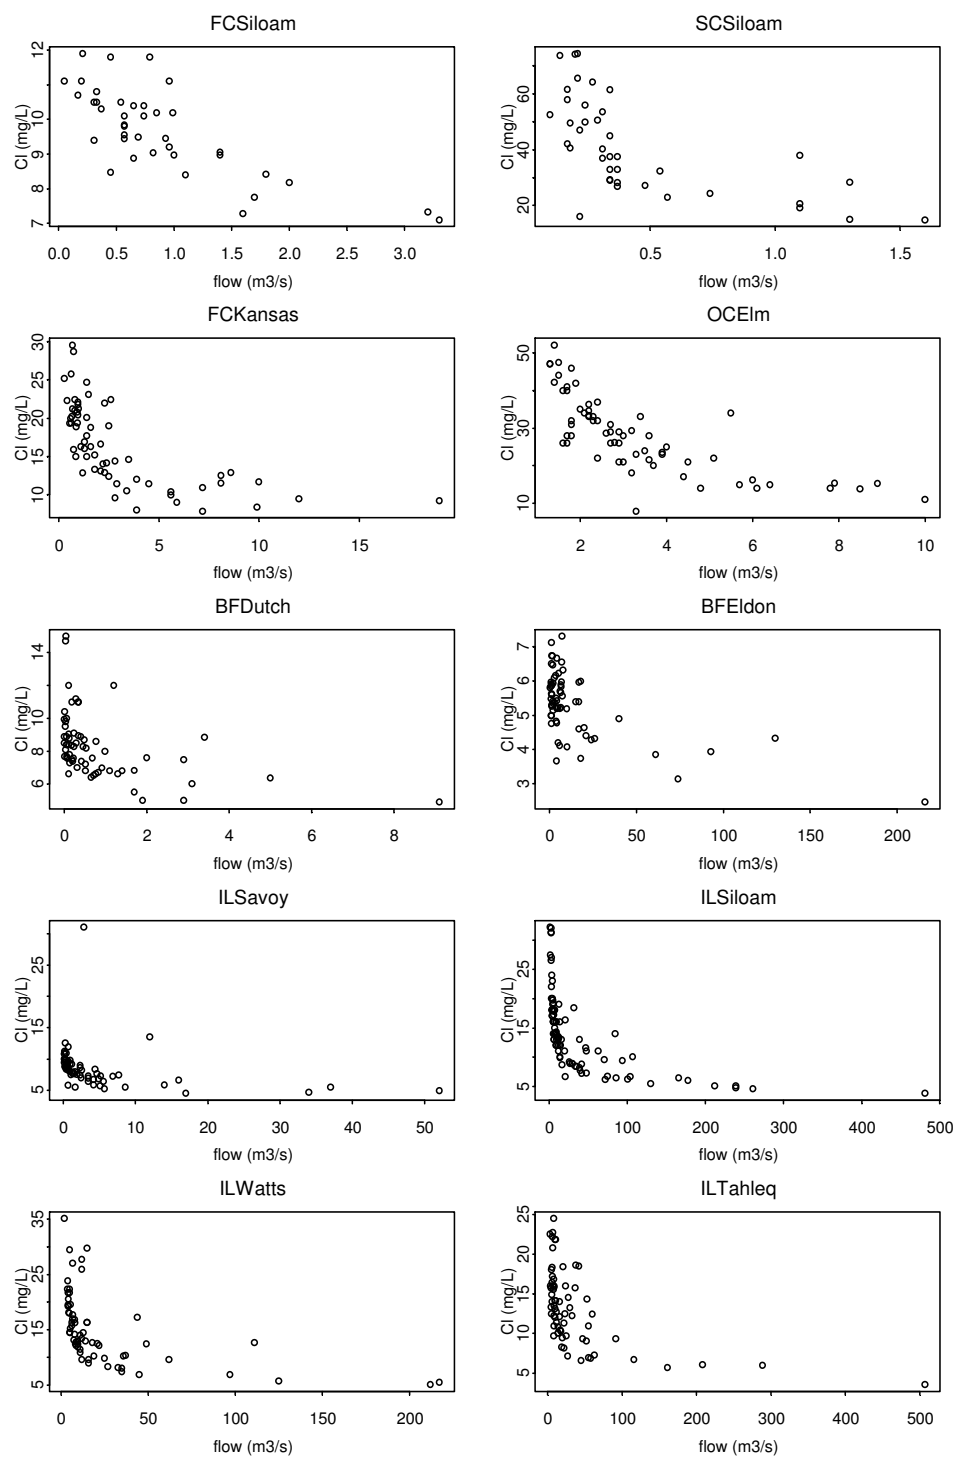 FCSiloam
Cl (mg/L)
7 8 9 10 12
0.0 0.5 1.0 1.5 2.0 2.5 3.0
flow (m3/s)
SCSiloam
Cl (mg/L)
20 40 60
0.5 1.0 1.6
flow (m3/s)
FCKansas
Cl (mg/L)
10 15 20 25 30
0 5 10 15
flow (m3/s)
OCElm
Cl (mg/L)
10 30 50
2 4 6 8 10
flow (m3/s)
BFDutch
Cl (mg/L)
6 8 10 14
0 2 4 6 8
flow (m3/s)
BFEldon
Cl (mg/L)
3 4 5 6 7
0 50 100 150 200
flow (m3/s)
ILSavoy
Cl (mg/L)
5 15 25
0 10 20 30 40 50
flow (m3/s)
ILSiloam
Cl (mg/L)
5 15 25
0 100 200 300 400 500
flow (m3/s)
ILWatts
Cl (mg/L)
5 15 25 35
0 50 100 200
flow (m3/s)
ILTahleq
Cl (mg/L)
5 10 15 20 25
0 100 200 300 400 500
flow (m3/s)